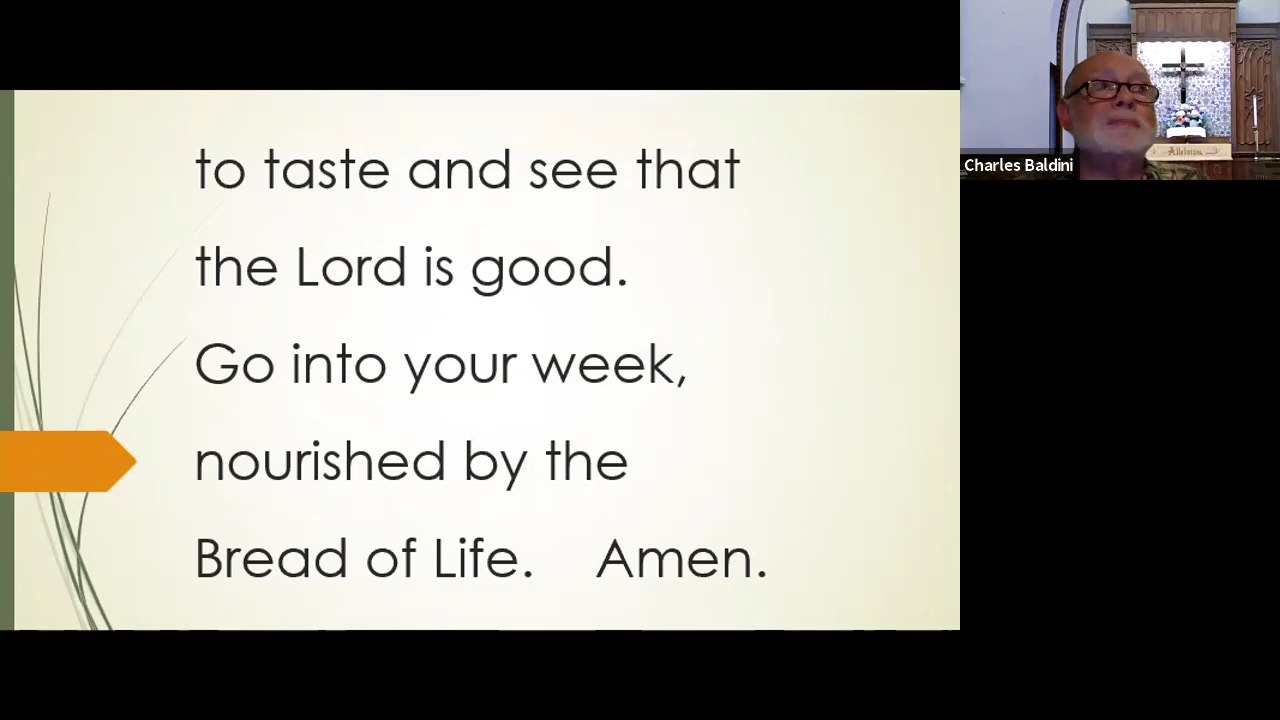 to taste and see that
the Lord is good.
Go into your week,
nourished by the
Bread of Life. Amen.
Alleluia
Charles Baldini